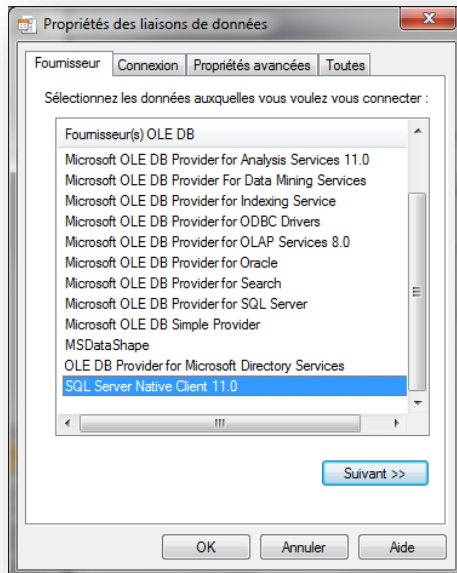 Propriétés des liaisons de données
Fournisseur Connexion Propriétés avancées Toutes
Sélectionnez les données auxquelles vous voulez vous connecter :
Fournisseur(s) OLE DB
Microsoft OLE DB Provider for Analysis Services 11.0
Microsoft OLE DB Provider For Data Mining Services
Microsoft OLE DB Provider for Indexing Service
Microsoft OLE DB Provider for ODBC Drivers
Microsoft OLE DB Provider for OLAP Services 8.0
Microsoft OLE DB Provider for Oracle
Microsoft OLE DB Provider for Search
Microsoft OLE DB Provider for SQL Server
Microsoft OLE DB Simple Provider
MSDataShape
OLE DB Provider for Microsoft Directory Services
SQL Server Native Client 11.0
Suivant >>
OK Annuler Aide